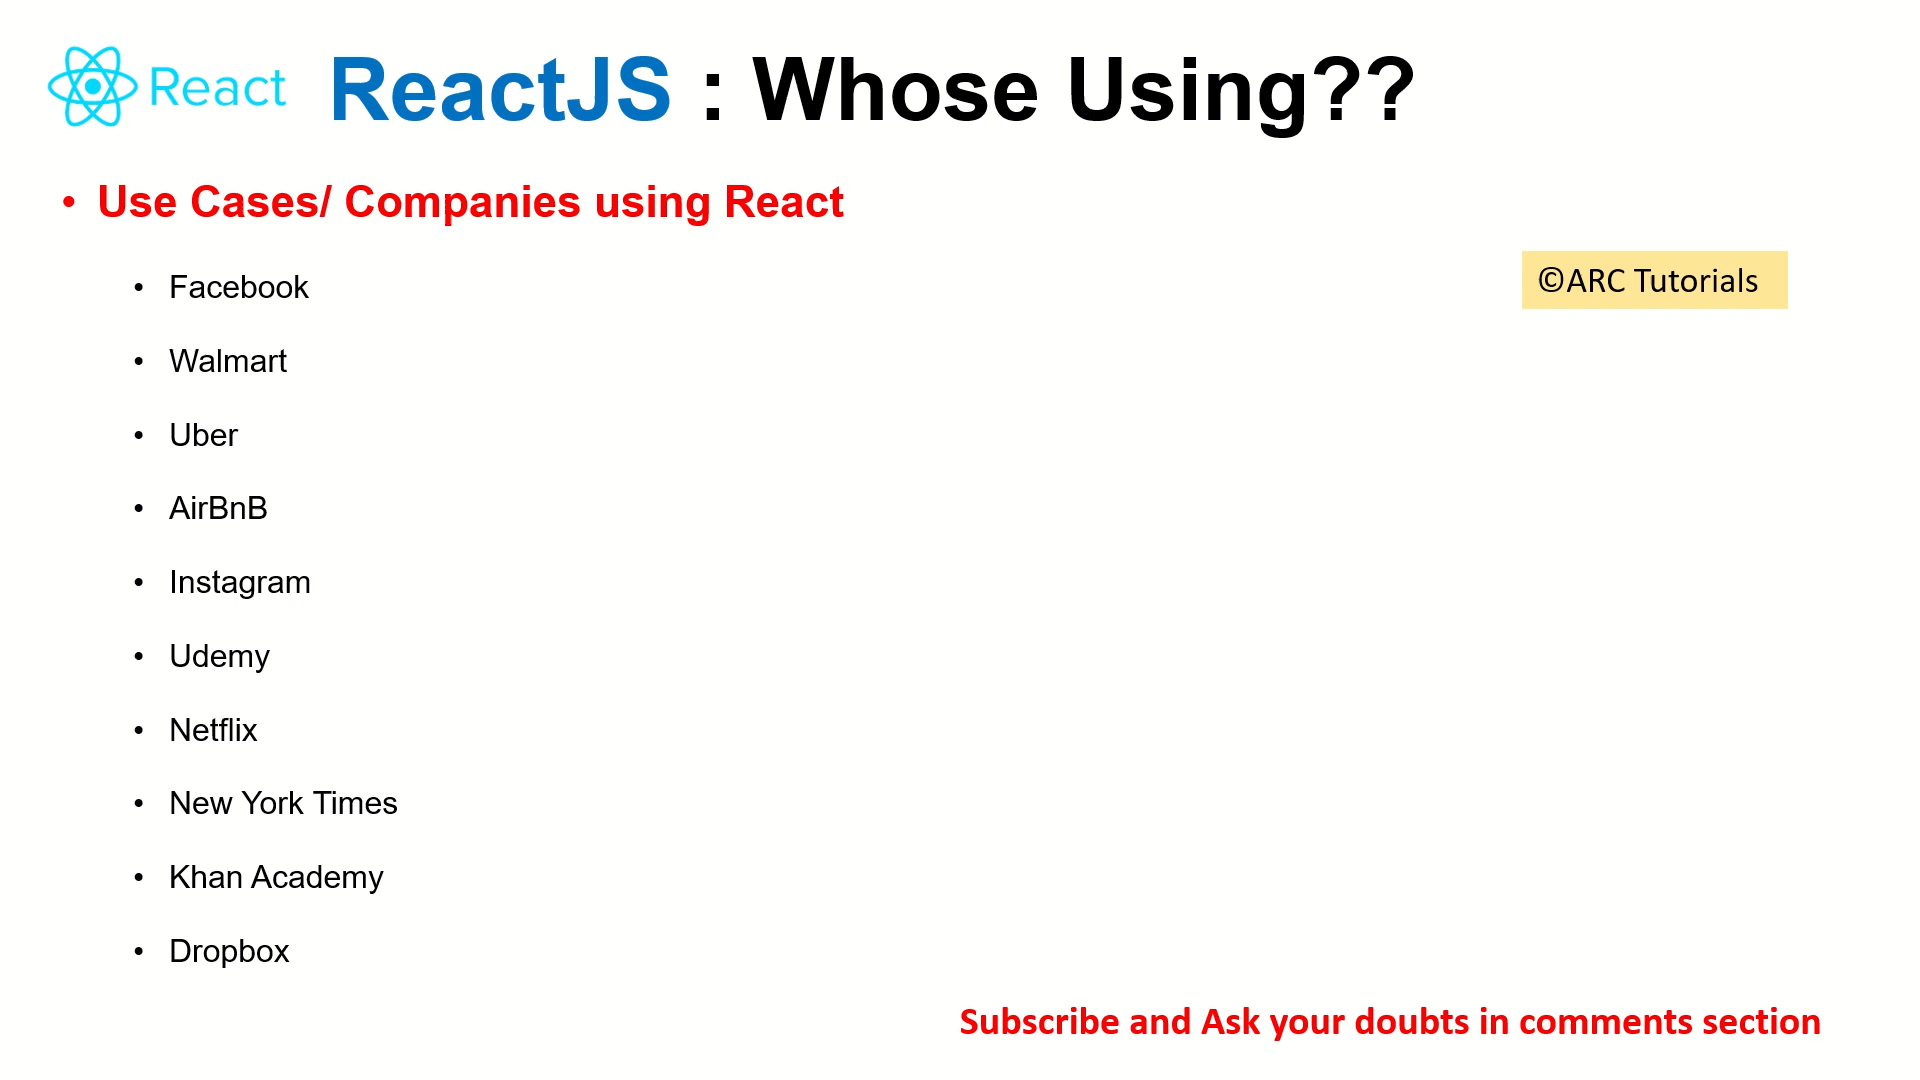 React
ReactJS : Whose Using??
• Use Cases/ Companies using React
©ARC Tutorials
• Facebook
• Walmart
• Uber
• AirBnB
• Instagram
• Udemy
• Netflix
• New York Times
• Khan Academy
• Dropbox
Subscribe and Ask your doubts in comments section